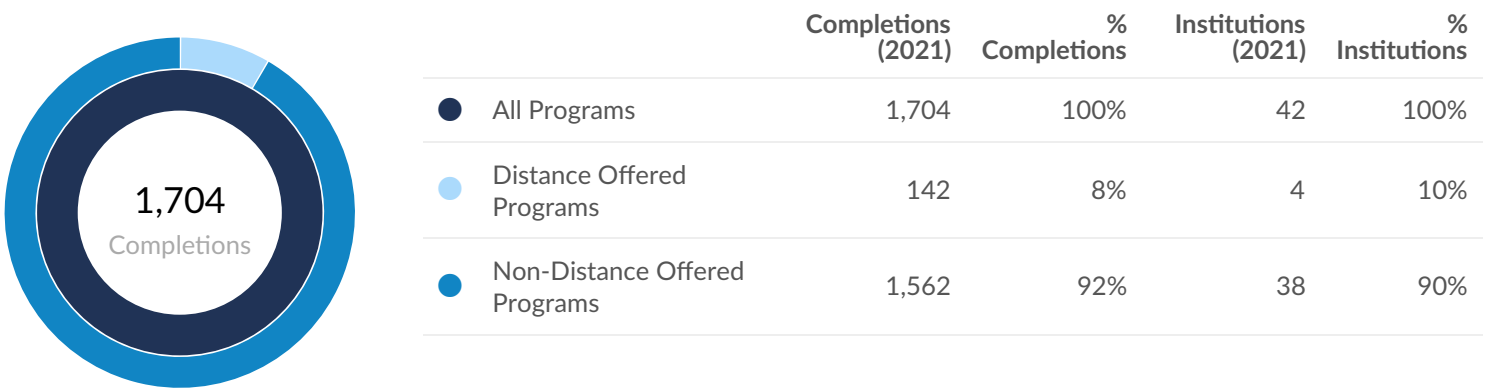 1,704
Completions
Completions (2021) % Completions Institutions (2021) % Institutions
All Programs 1,704 100% 42 100%
Distance Offered Programs 142 8% 4 10%
Non-Distance Offered Programs 1,562 92% 38 90%